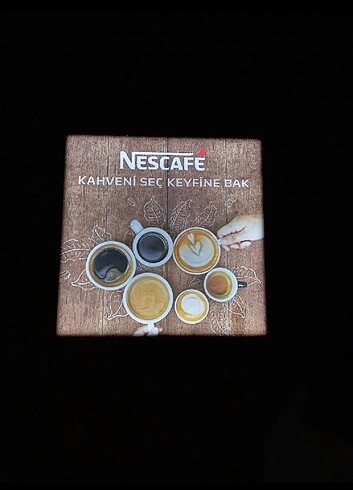 NESCAFÉ
KAHVENİ SEÇ KEYFİNE BAK